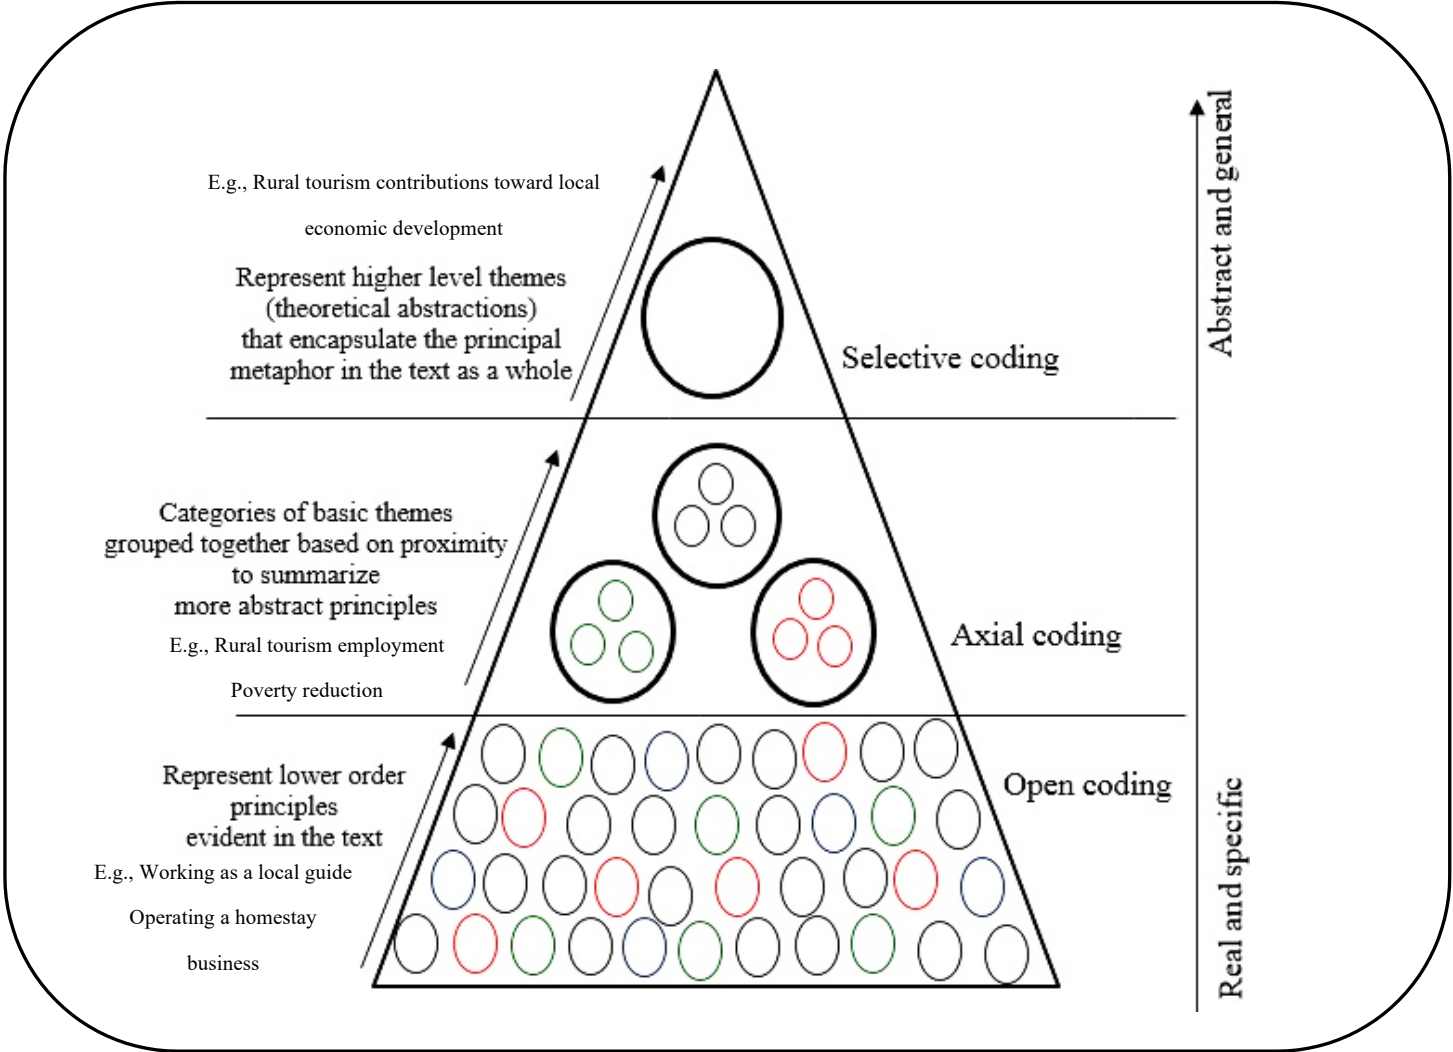 E.g., Rural tourism contributions toward local
economic development
Represent higher level themes
(theoretical abstractions)
that encapsulate the principal
metaphor in the text as a whole
Selective coding
Abstract and general
Categories of basic themes
grouped together based on proximity
to summarize
more abstract principles
E.g., Rural tourism employment
Poverty reduction
Axial coding
Represent lower order
principles
evident in the text
E.g., Working as a local guide
Operating a homestay
business
Open coding
Real and specific